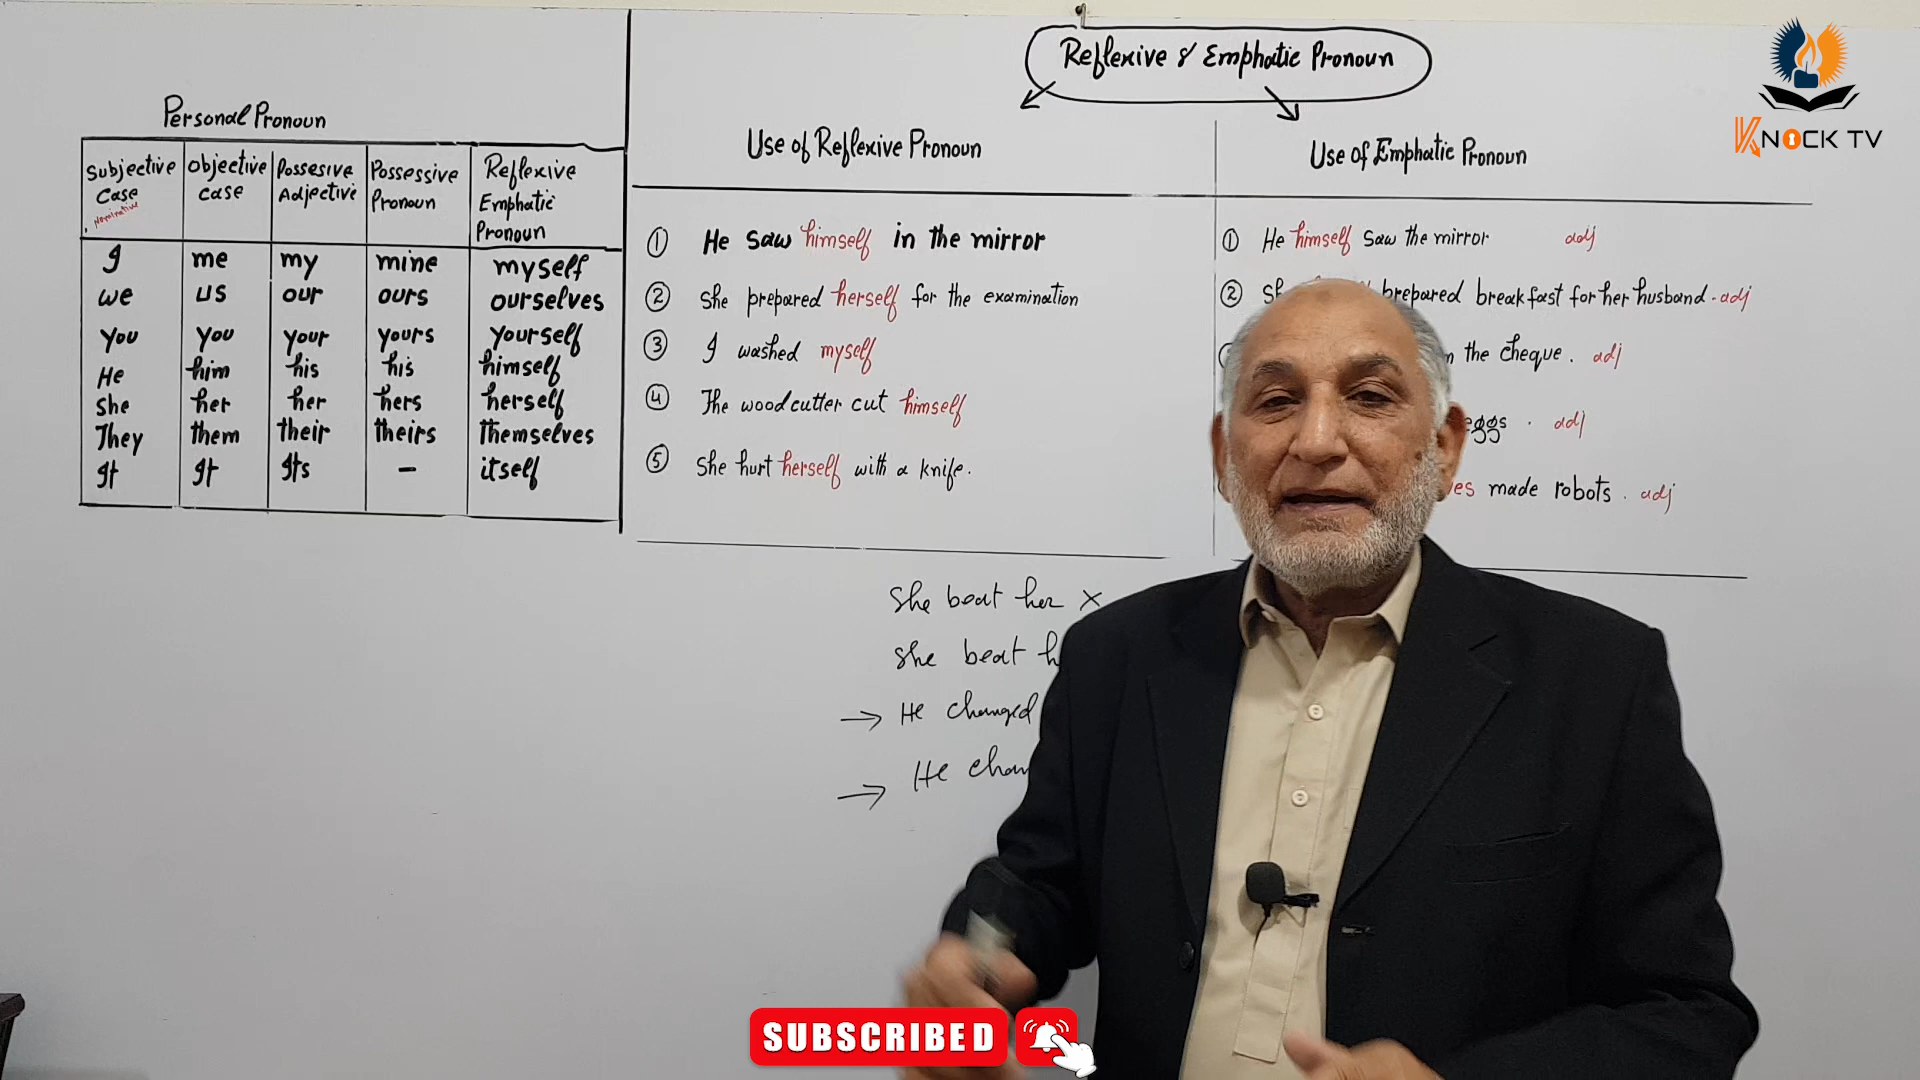 Reflexive & Emphatic Pronoun
KNOCK TV
Personal Pronoun
Subjective Case Nominative
Objective case
Possesive Adjective
Possessive Pronoun
Reflexive Emphatic Pronoun
I me my mine myself
we us our ours ourselves
you you your yours yourself
He him his his himself
she her her hers herself
They them their theirs themselves
It It Its - itself
Use of Reflexive Pronoun
① He saw himself in the mirror
② she prepared herself for the examination
③ I washed myself
④ The woodcutter cut himself
⑤ she hurt herself with a knife.
Use of Emphatic Pronoun
① He himself saw the mirror adj
② prepared breakfast for her husband. adj
the cheque. adj
eggs. adj
made robots. adj
she beat her ×
she beat
→ He changed
→ He
SUBSCRIBED